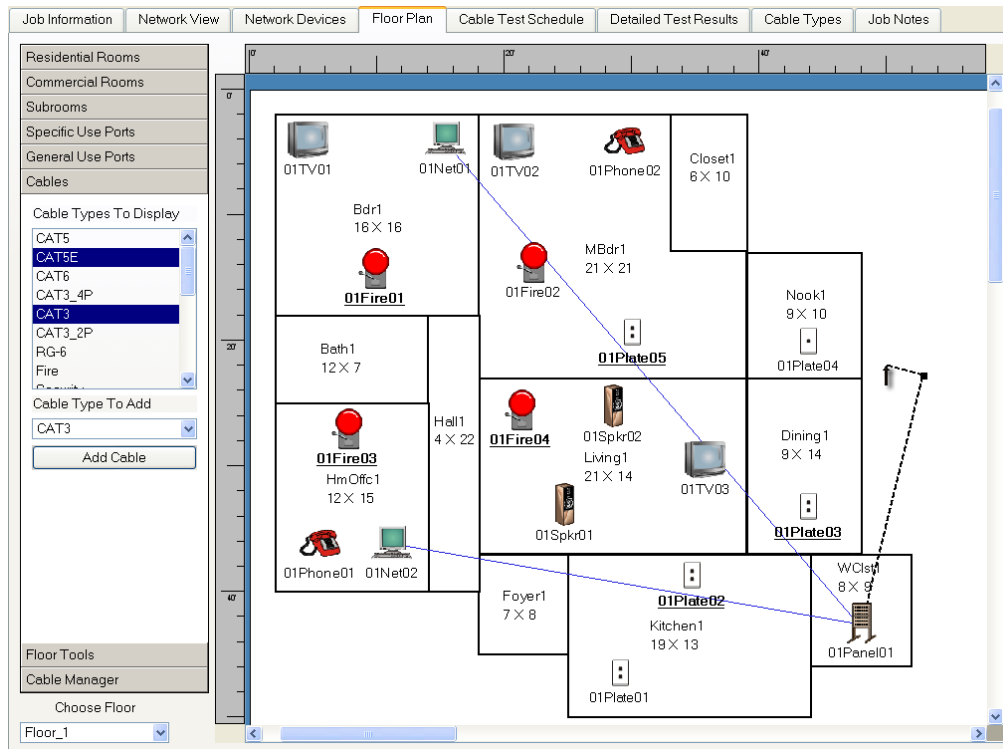 Job Information Network View Network Devices Floor Plan Cable Test Schedule Detailed Test Results Cable Types Job Notes
Residential Rooms
Commercial Rooms
Subrooms
Specific Use Ports
General Use Ports
Cables
Cable Types To Display
CAT5
CAT5E
CAT6
CAT3_4P
CAT3
CAT3_2P
RG-6
Fire
Cable Type To Add
CAT3
Add Cable
Floor Tools
Cable Manager
Choose Floor
Floor_1
0' 20' 40'
0'
20'
40'
01TV01 01Net01 01TV02 01Phone02
Closet1
6 X 10
Bdr1
16 X 16
01Fire01
MBdr1
21 X 21
01Fire02
01Plate05
Nook1
9 X 10
01Plate04
Bath1
12 X 7
Hall1
4 X 22
01Fire03
HmOffc1
12 X 15
01Phone01 01Net02
01Fire04
01Spkr02
Living1
21 X 14
01TV03
01Spkr01
Dining1
9 X 14
01Plate03
Foyer1
7 X 8
01Plate02
Kitchen1
19 X 13
01Plate01
WClst1
8 X 9
01Panel01